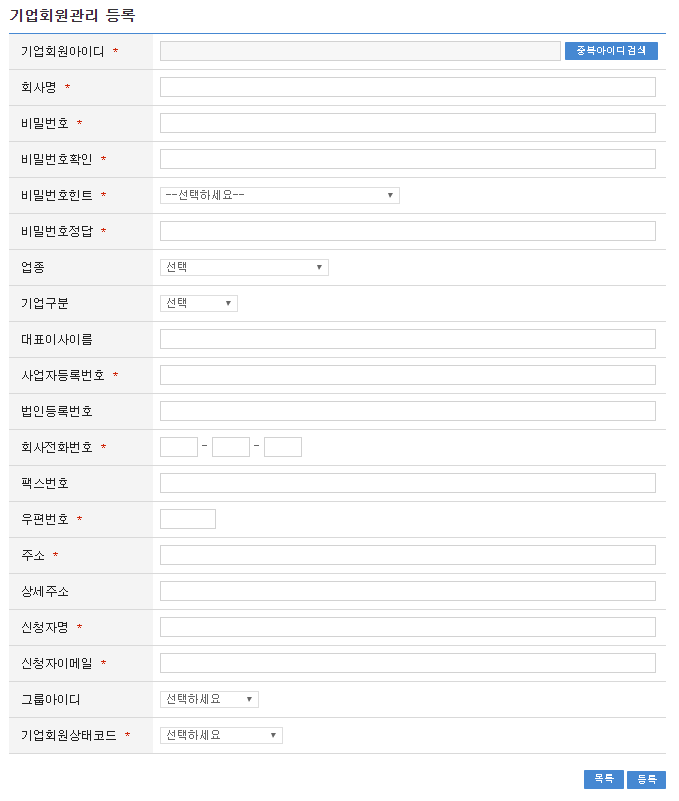 기업회원관리 등록
기업회원아이디 * 중복아이디검색
회사명 *
비밀번호 *
비밀번호확인 *
비밀번호힌트 * --선택하세요--
비밀번호정답 *
업종 선택
기업구분 선택
대표이사이름
사업자등록번호 *
법인등록번호
회사전화번호 * - -
팩스번호
우편번호 *
주소 *
상세주소
신청자명 *
신청자이메일 *
그룹아이디 선택하세요
기업회원상태코드 * 선택하세요
목록 등록